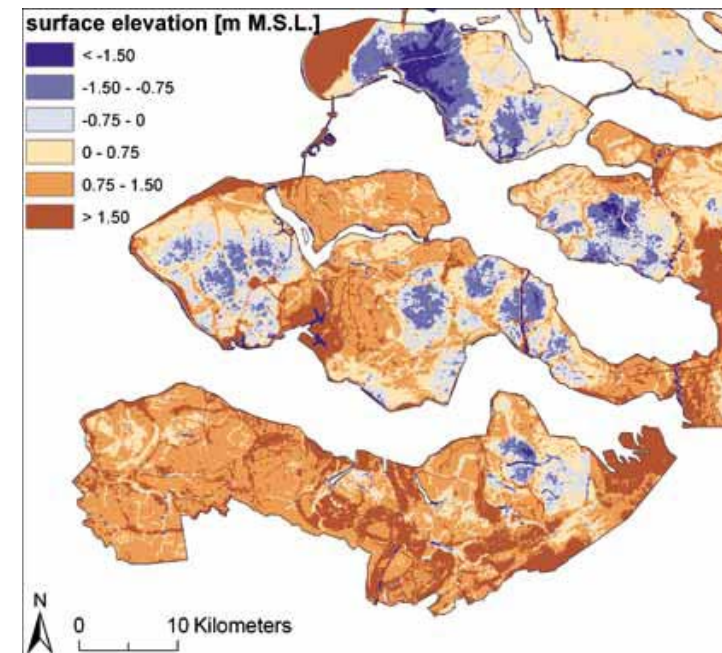 surface elevation [m M.S.L.]
< -1.50
-1.50 - -0.75
-0.75 - 0
0 - 0.75
0.75 - 1.50
> 1.50
N
0 10 Kilometers